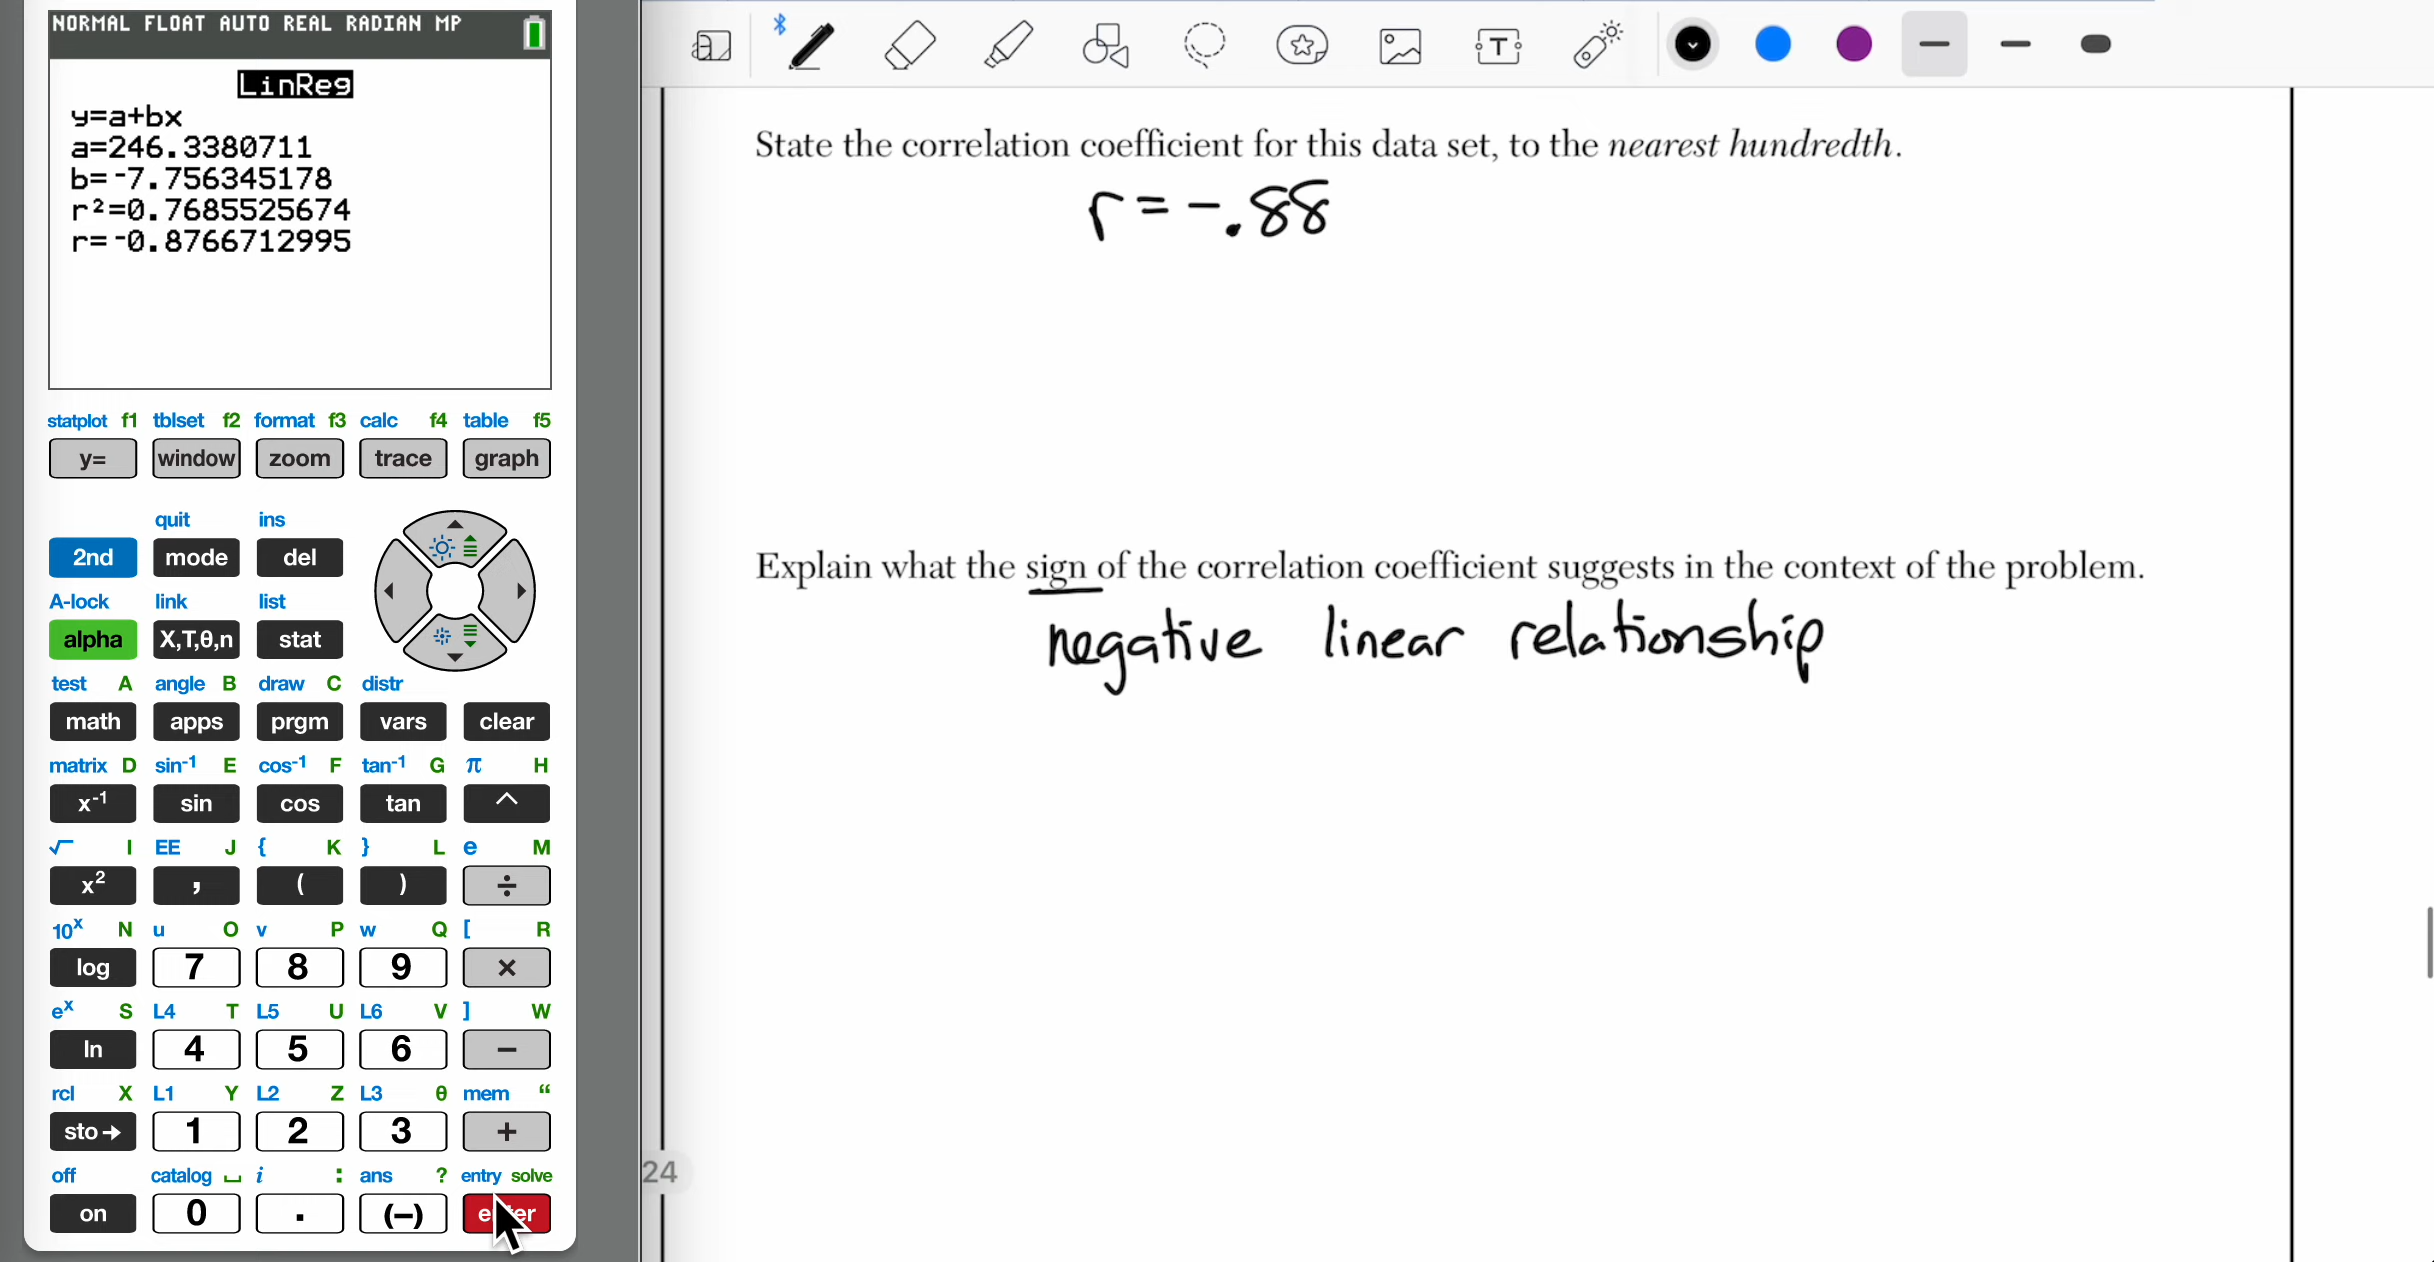 NORMAL FLOAT AUTO REAL RADIAN MP
LinReg
y=a+bx
a=246.3380711
b=-7.756345178
r²=0.7685525674
r=-0.8766712995
statplot f1 tblset f2 format f3 calc f4 table f5
y= window zoom trace graph
quit ins
2nd mode del
A-lock link list
alpha X,T,θ,n stat
test A angle B draw C distr
math apps prgm vars clear
matrix D sin⁻¹ E cos⁻¹ F tan⁻¹ G π H
x⁻¹ sin cos tan ^
√ I EE J { K } L e M
x² , ( ) ÷
10ˣ N u O v P w Q [ R
log 7 8 9 ×
eˣ S L4 T L5 U L6 V ] W
ln 4 5 6 −
rcl X L1 Y L2 Z L3 θ mem “
sto→ 1 2 3 +
off catalog ⎵ i : ans ? entry solve
on 0 . (−)
T
State the correlation coefficient for this data set, to the nearest hundredth.
r = -.88
Explain what the sign of the correlation coefficient suggests in the context of the problem.
negative linear relationship
24